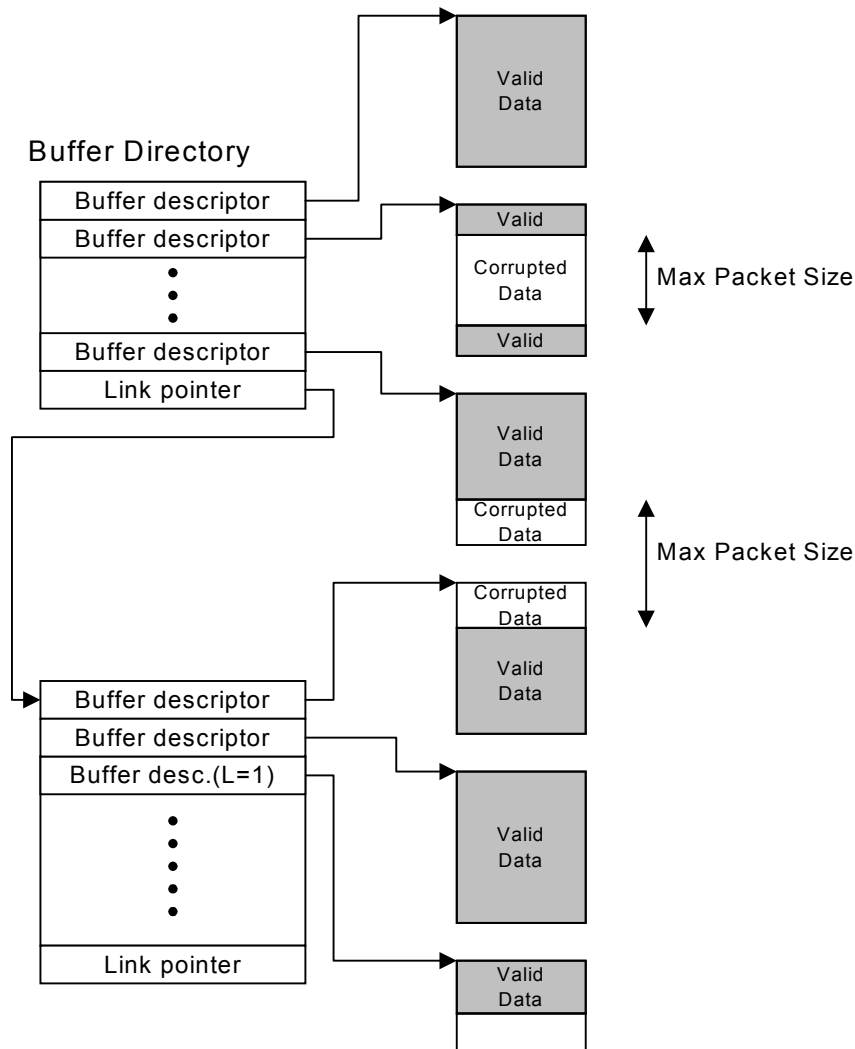 Valid
Data
Buffer Directory
Buffer descriptor
Buffer descriptor
Buffer descriptor
Link pointer
Valid
Corrupted
Data
Valid
Max Packet Size
Valid
Data
Corrupted
Data
Max Packet Size
Corrupted
Data
Valid
Data
Buffer descriptor
Buffer descriptor
Buffer desc.(L=1)
Link pointer
Valid
Data
Valid
Data